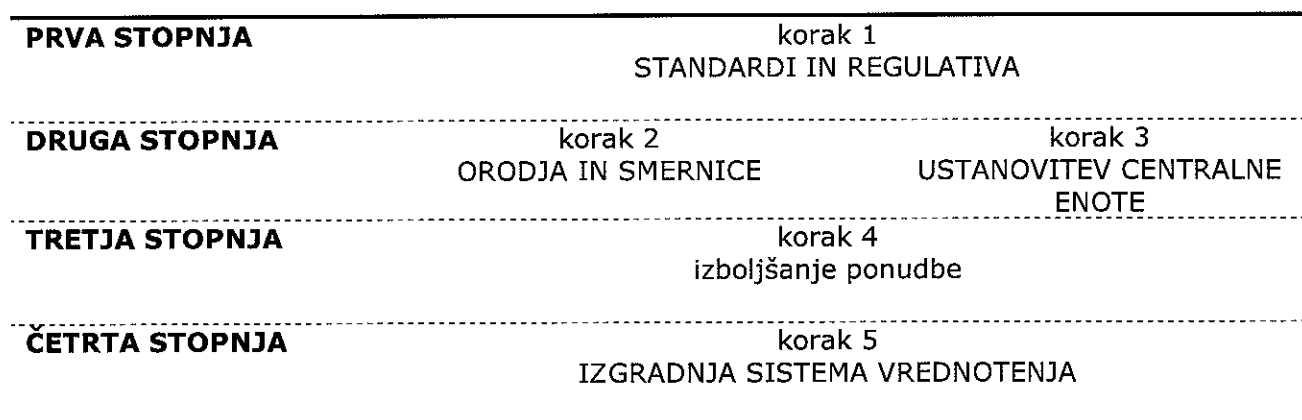 PRVA STOPNJA korak 1
STANDARDI IN REGULATIVA
DRUGA STOPNJA korak 2 korak 3
ORODJA IN SMERNICE USTANOVITEV CENTRALNE
ENOTE
TRETJA STOPNJA korak 4
izboljšanje ponudbe
ČETRTA STOPNJA korak 5
IZGRADNJA SISTEMA VREDNOTENJA